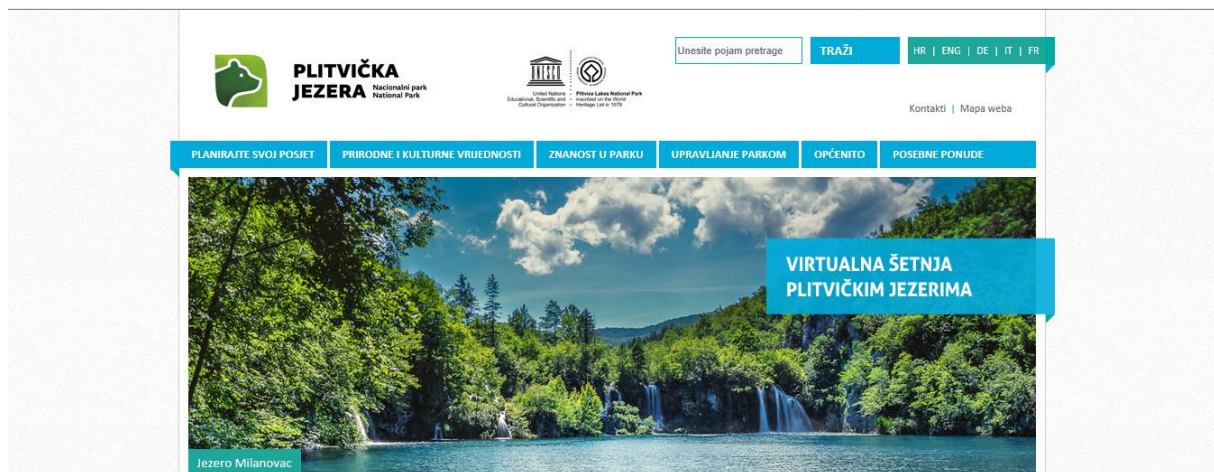 PLITVIČKA
JEZERA
Nacionalni park
National Park
UNESCO
United Nations
Educational, Scientific and
Cultural Organization
Plitvice Lakes National Park
inscribed on the World
Heritage List in 1979
Unesite pojam pretrage
TRAŽI
HR | ENG | DE | IT | FR
Kontakti | Mapa weba
PLANIRAJTE SVOJ POSJET PRIRODNE I KULTURNE VRIJEDNOSTI ZNANOST U PARKU UPRAVLJANJE PARKOM OPĆENITO POSEBNE PONUDE
VIRTUALNA ŠETNJA
PLITVIČKIM JEZERIMA
Jezero Milanovac